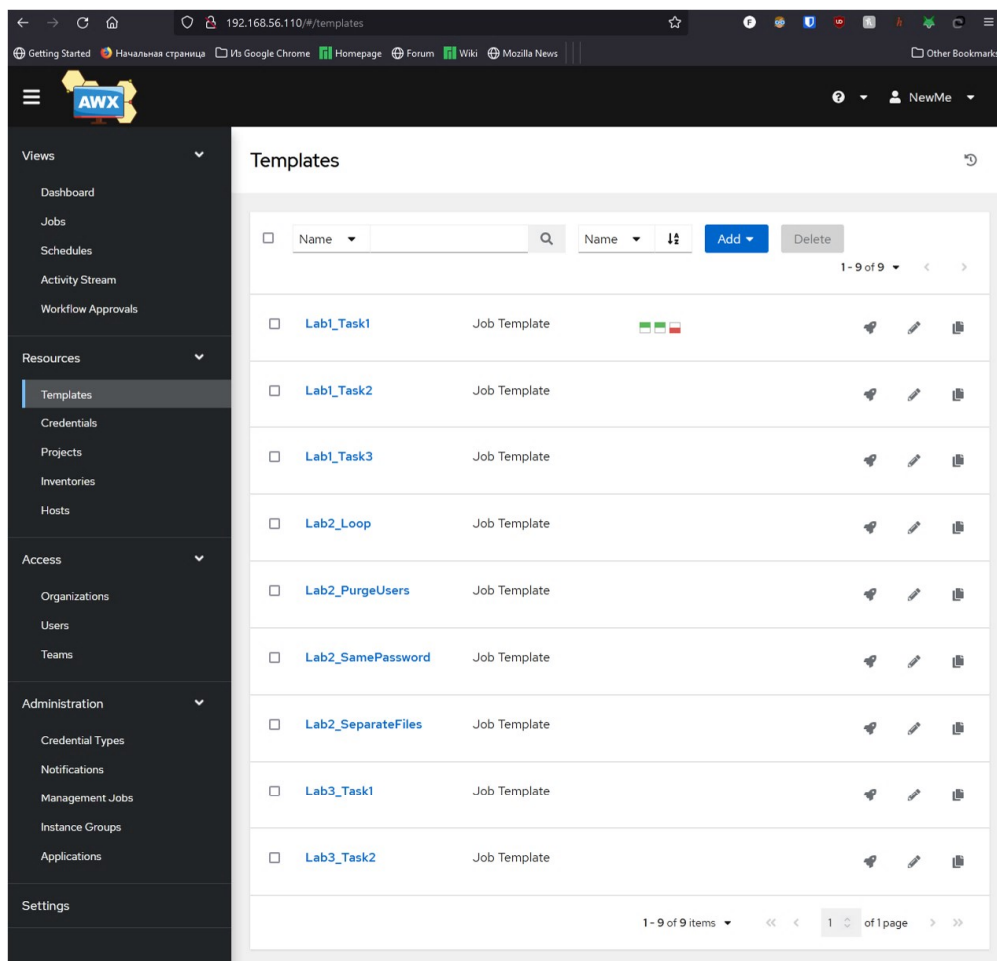 192.168.56.110/#/templates
Getting Started Начальная страница Из Google Chrome Homepage Forum Wiki Mozilla News Other Bookmarks
AWX NewMe
Views
Dashboard
Jobs
Schedules
Activity Stream
Workflow Approvals
Resources
Templates
Credentials
Projects
Inventories
Hosts
Access
Organizations
Users
Teams
Administration
Credential Types
Notifications
Management Jobs
Instance Groups
Applications
Settings
Templates
Name Name Add Delete
1 - 9 of 9
Lab1_Task1 Job Template
Lab1_Task2 Job Template
Lab1_Task3 Job Template
Lab2_Loop Job Template
Lab2_PurgeUsers Job Template
Lab2_SamePassword Job Template
Lab2_SeparateFiles Job Template
Lab3_Task1 Job Template
Lab3_Task2 Job Template
1 - 9 of 9 items 1 of 1 page